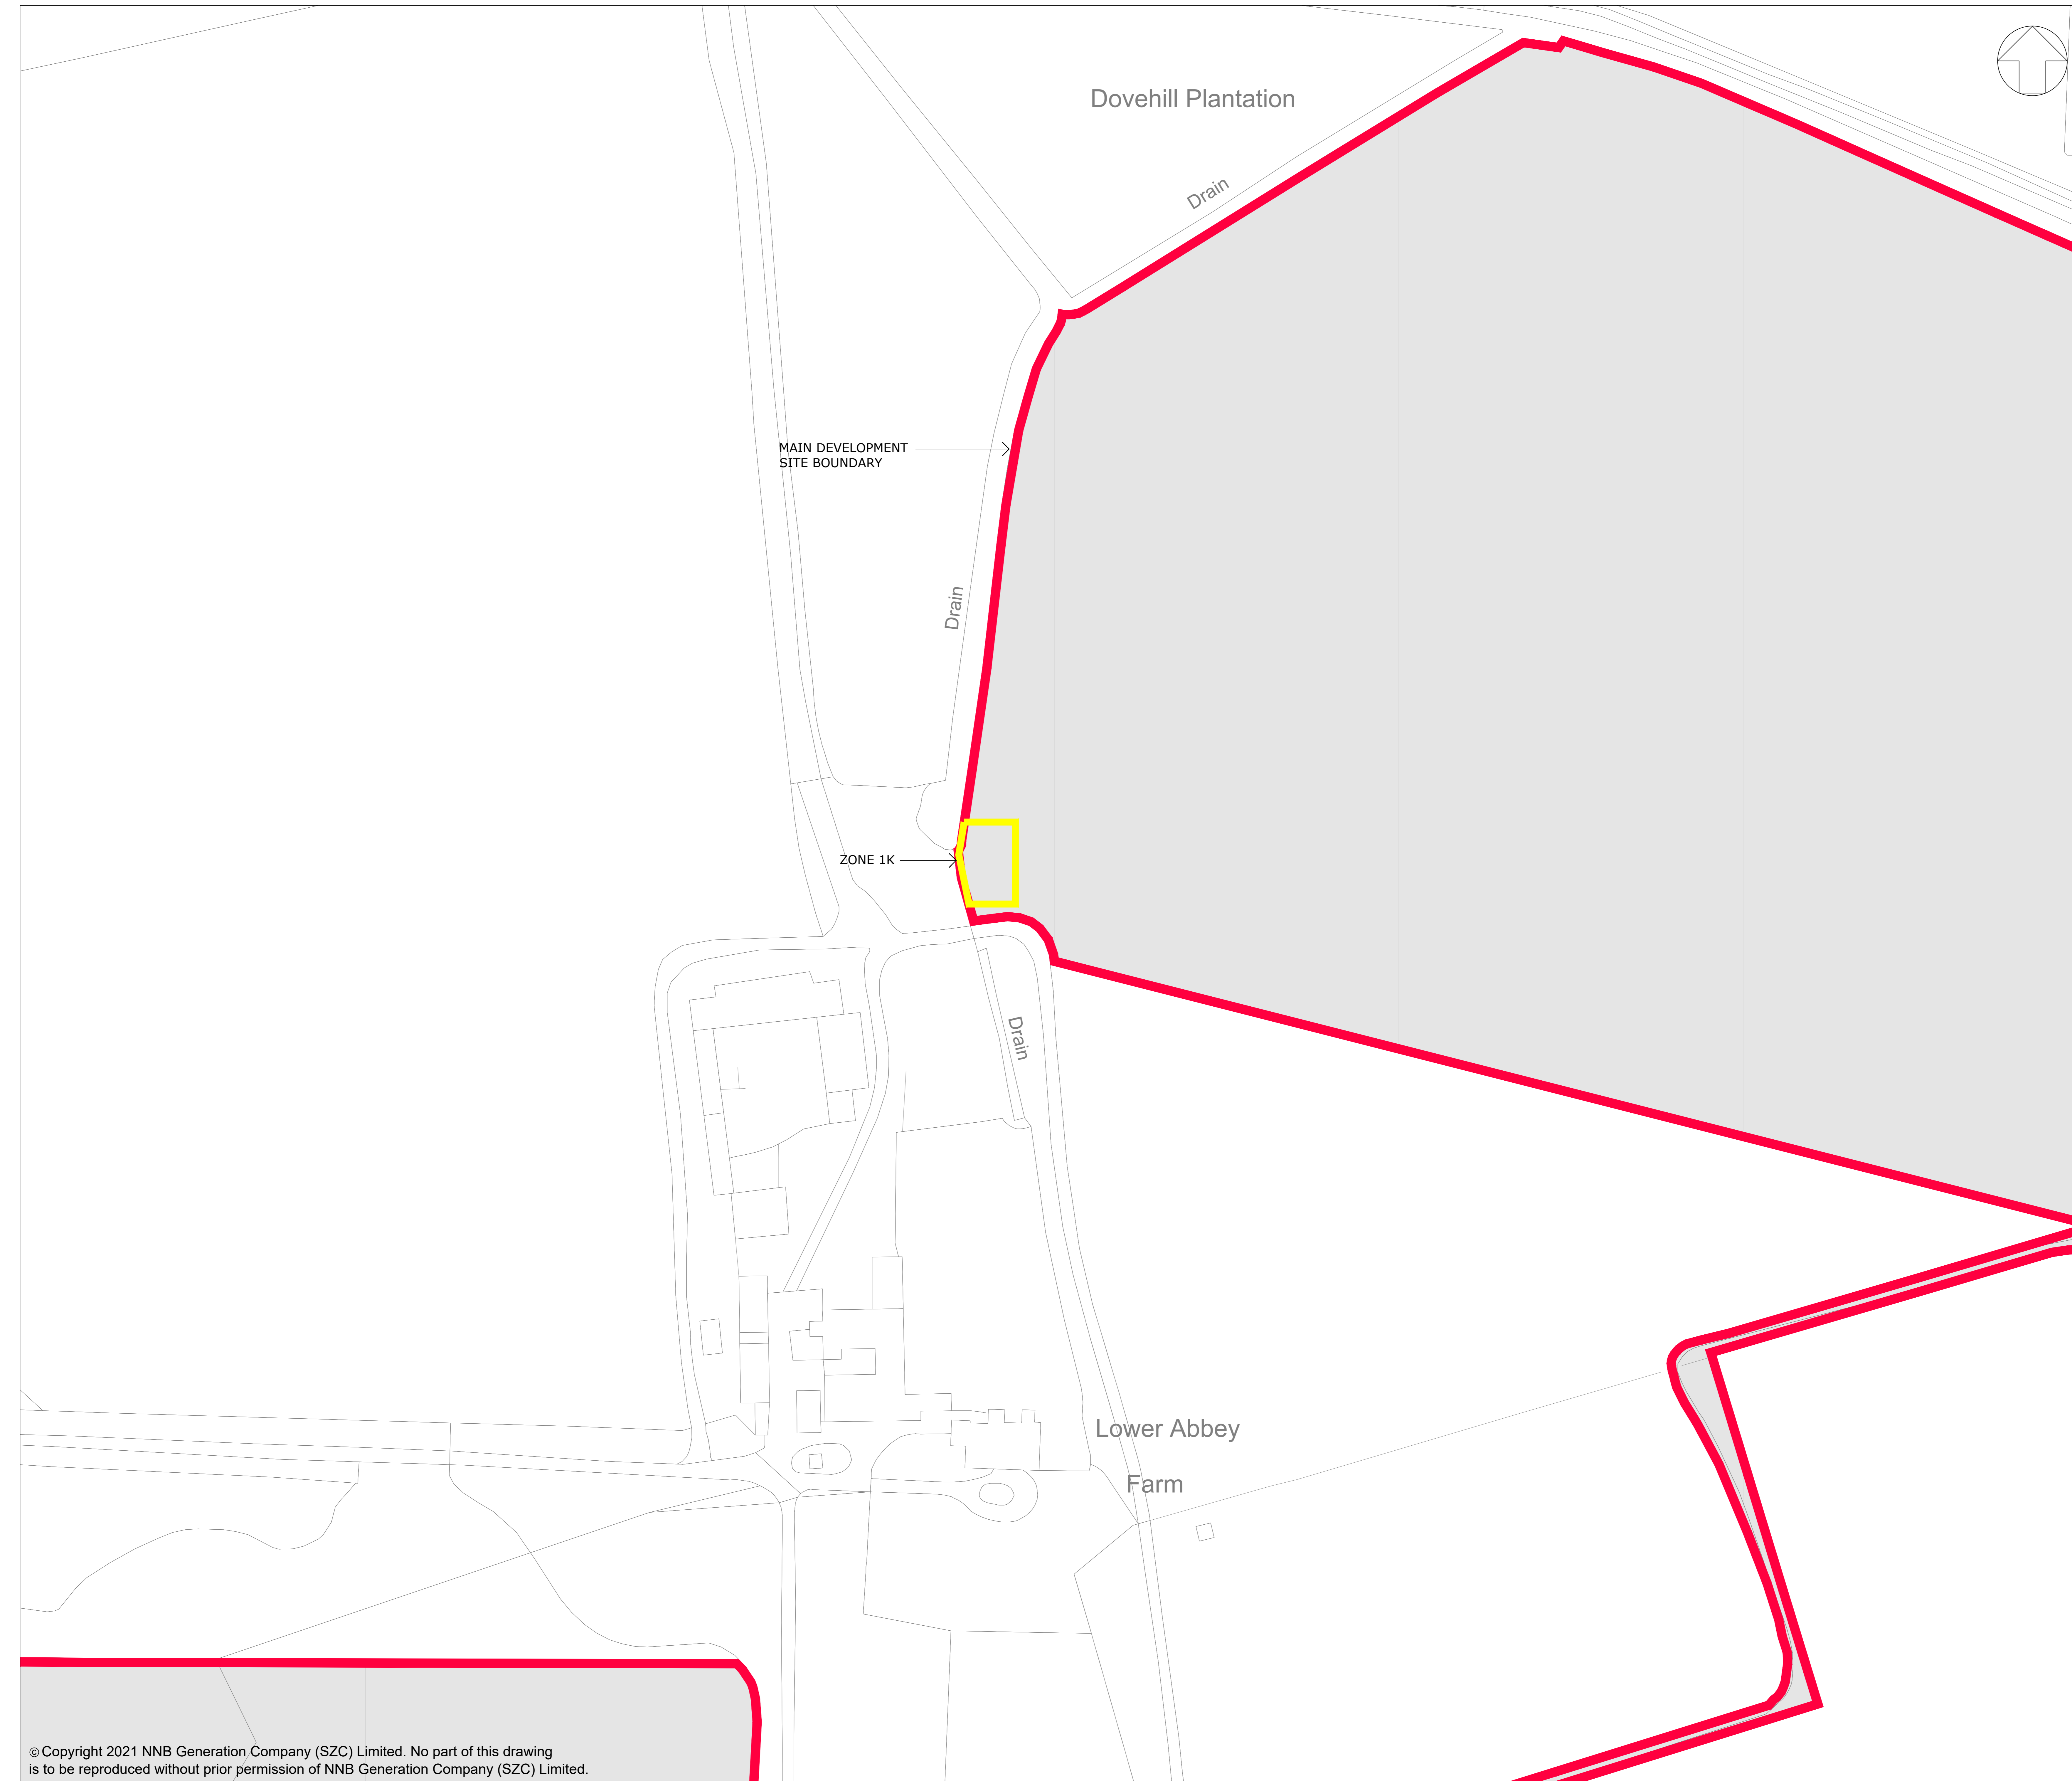 Dovehill Plantation
Drain
MAIN DEVELOPMENT
SITE BOUNDARY
Drain
ZONE 1K
Drain
Lower Abbey
Farm
© Copyright 2021 NNB Generation Company (SZC) Limited. No part of this drawing
is to be reproduced without prior permission of NNB Generation Company (SZC) Limited.